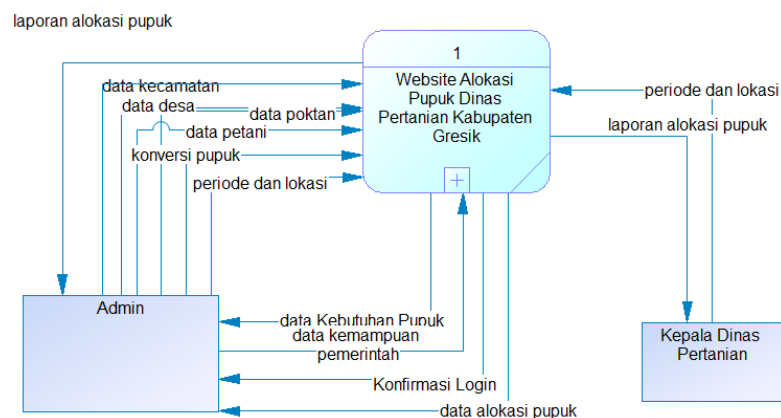 laporan alokasi pupuk
1
Website Alokasi
Pupuk Dinas
Pertanian Kabupaten
Gresik
data kecamatan
data desa
data poktan
data petani
konversi pupuk
periode dan lokasi
periode dan lokasi
laporan alokasi pupuk
Admin
data Kebutuhan Pupuk
data kemampuan
pemerintah
Konfirmasi Login
data alokasi pupuk
Kepala Dinas
Pertanian